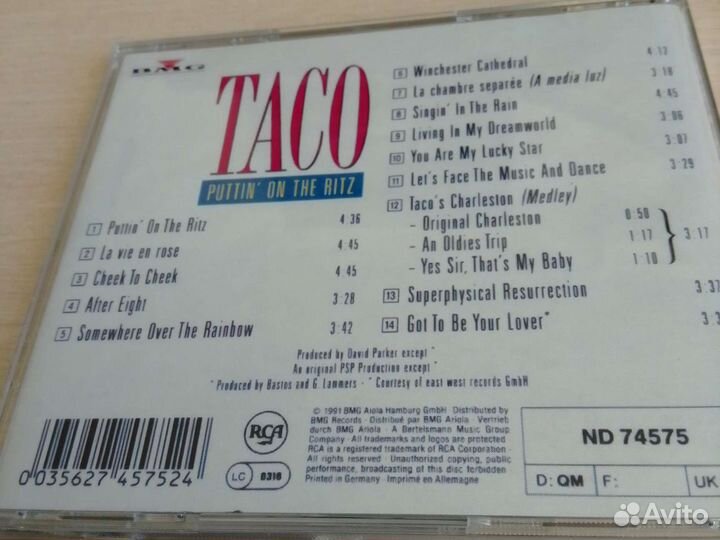 BMG
TACO
PUTTIN' ON THE RITZ
1 Puttin' On The Ritz 4:36
2 La vie en rose 4:45
3 Cheek To Cheek 4:45
4 After Eight 3:28
5 Somewhere Over The Rainbow 3:42
6 Winchester Cathedral 4:12
7 La chambre separée (A media luz) 3:18
8 Singin' In The Rain 4:45
9 Living In My Dreamworld 3:06
10 You Are My Lucky Star 3:07
11 Let's Face The Music And Dance 3:29
12 Taco's Charleston (Medley)
- Original Charleston 0:50
- An Oldies Trip 1:17 3:17
- Yes Sir, That's My Baby 1:10
13 Superphysical Resurrection 3:37
14 Got To Be Your Lover* 3:3
Produced by David Parker except *
An original PSP Production except *
* Produced by Bastos and G. Lammers - * Courtesy of east west records GmbH
0 035627 457524
RCA
LC 0316
℗ © 1991 BMG Ariola Hamburg GmbH · Distributed by
BMG Records · Distribué par BMG Ariola · Vertrieb
durch BMG Ariola · A Bertelsmann Music Group
Company · All trademarks and logos are protected
RCA is a registered trademark of RCA Corporation ·
All rights reserved · Unauthorized copying, public
performance, broadcasting of this disc forbidden
Printed in Germany · Imprimé en Allemagne
ND 74575
D: QM F: UK
Avito